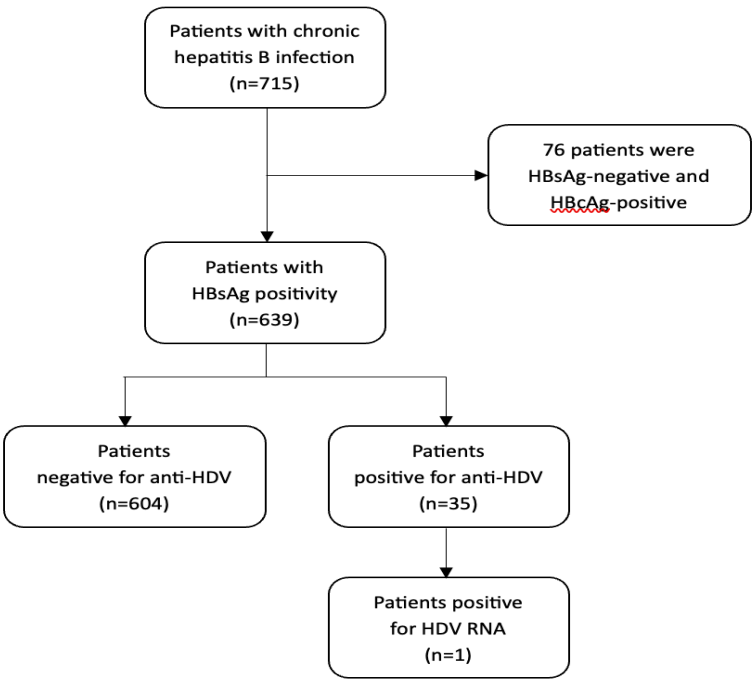 Patients with chronic
hepatitis B infection
(n=715)
76 patients were
HBsAg-negative and
HBcAg-positive
Patients with
HBsAg positivity
(n=639)
Patients
negative for anti-HDV
(n=604)
Patients
positive for anti-HDV
(n=35)
Patients positive
for HDV RNA
(n=1)